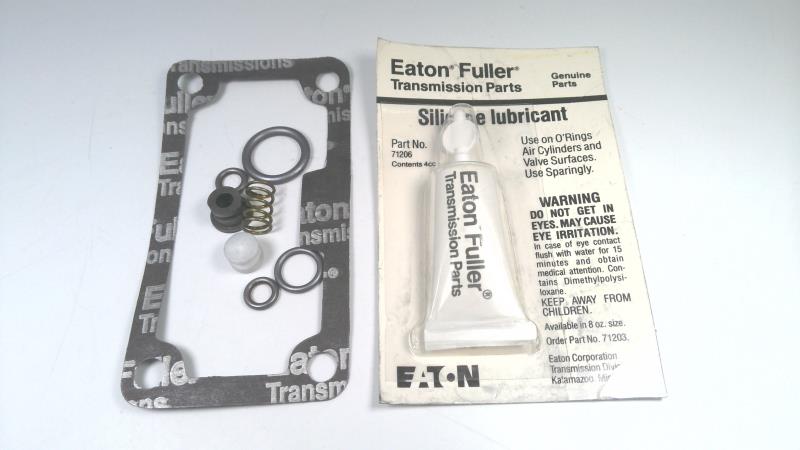 Transmissions
Fuller
Eaton
Eaton
Transm
Eaton® Fuller®
Transmission Parts
Genuine
Parts
lubricant
Part No.
71206
Contents 4cc
Use on O'Rings
Air Cylinders and
Valve Surfaces.
Use Sparingly.
Eaton® Fuller®
Transmission Parts
WARNING
DO NOT GET IN
EYES. MAY CAUSE
EYE IRRITATION.
In case of eye contact
flush with water for 15
minutes and obtain
medical attention. Con-
tains Dimethylpolysi-
loxane.
KEEP AWAY FROM
CHILDREN.
Available in 8 oz. size.
Order Part No. 71203.
EATON
Eaton Corporation
Transmission Divi
Kalamazoo, Mi